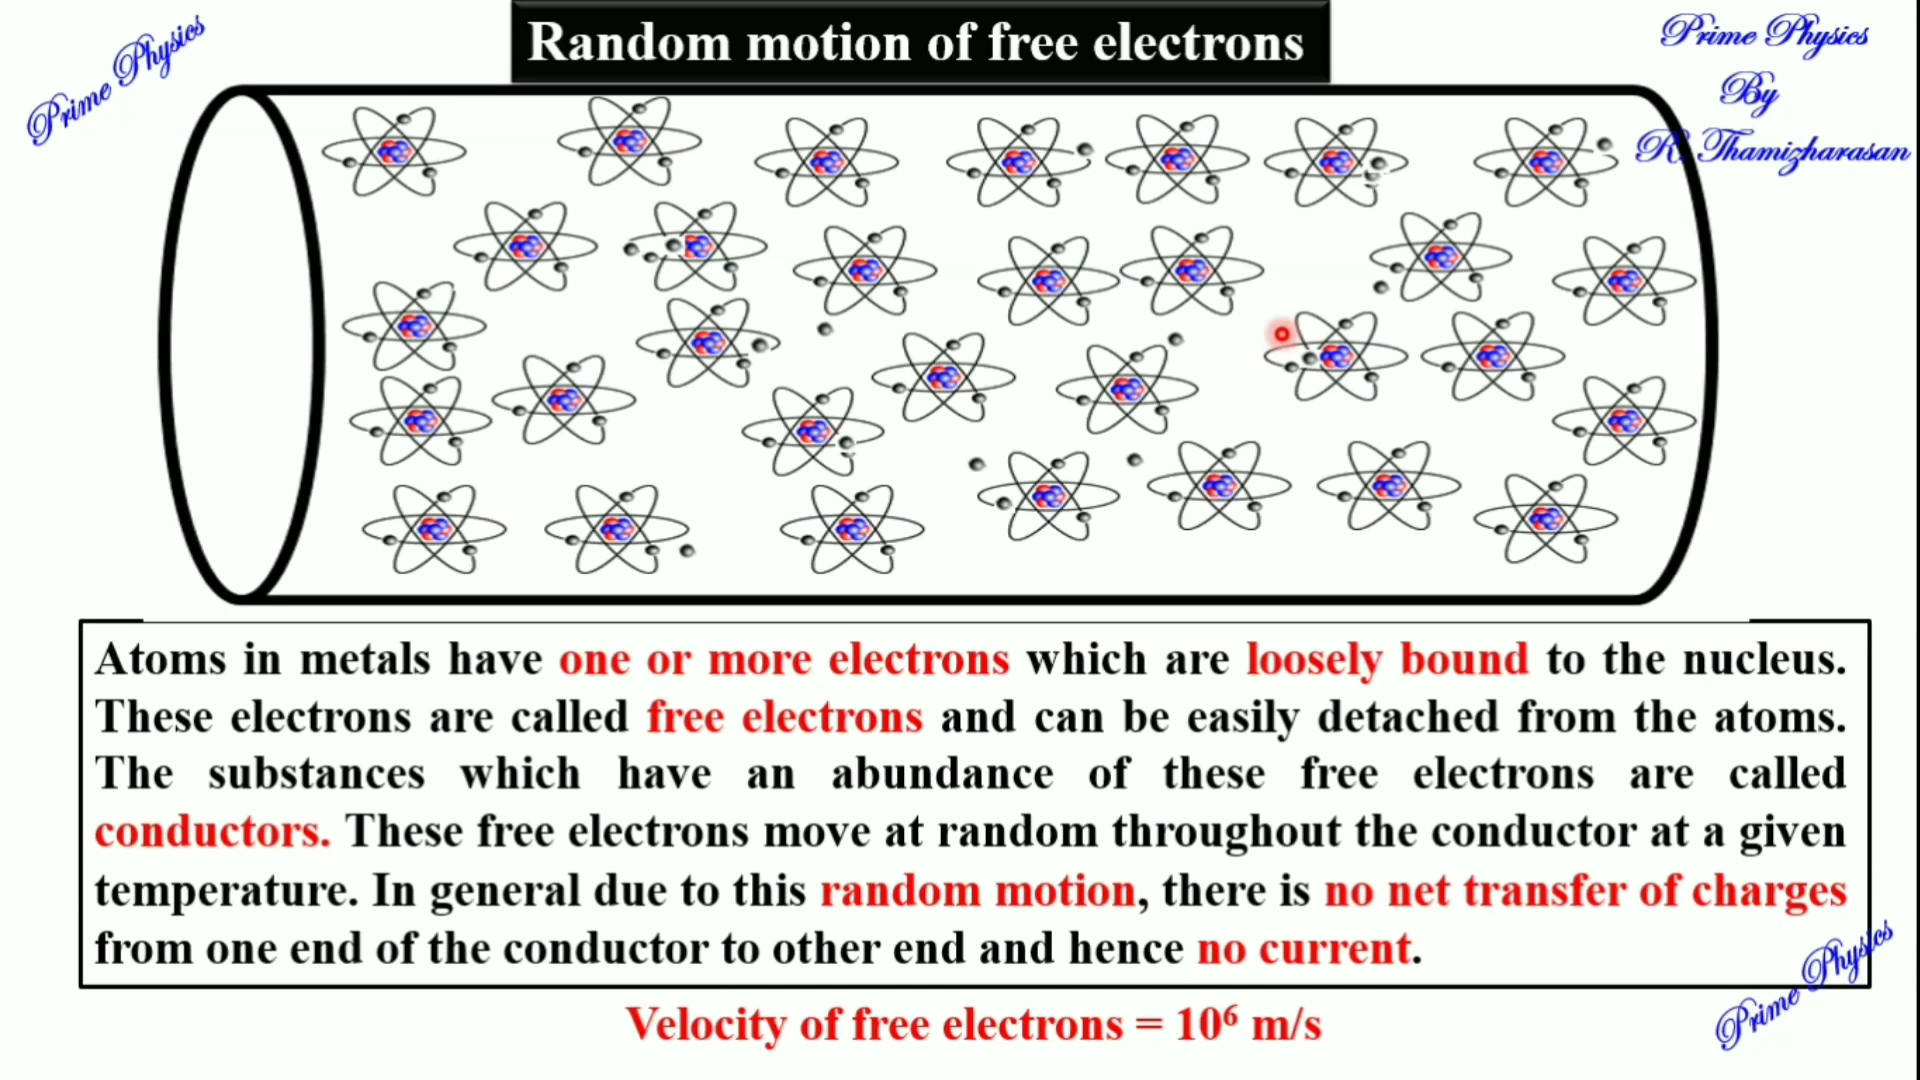 Random motion of free electrons
Prime Physics
Prime Physics
By
R. Thamizharasan
Atoms in metals have one or more electrons which are loosely bound to the nucleus.
These electrons are called free electrons and can be easily detached from the atoms.
The substances which have an abundance of these free electrons are called
conductors. These free electrons move at random throughout the conductor at a given
temperature. In general due to this random motion, there is no net transfer of charges
from one end of the conductor to other end and hence no current.
Velocity of free electrons = 10⁶ m/s
Prime Physics